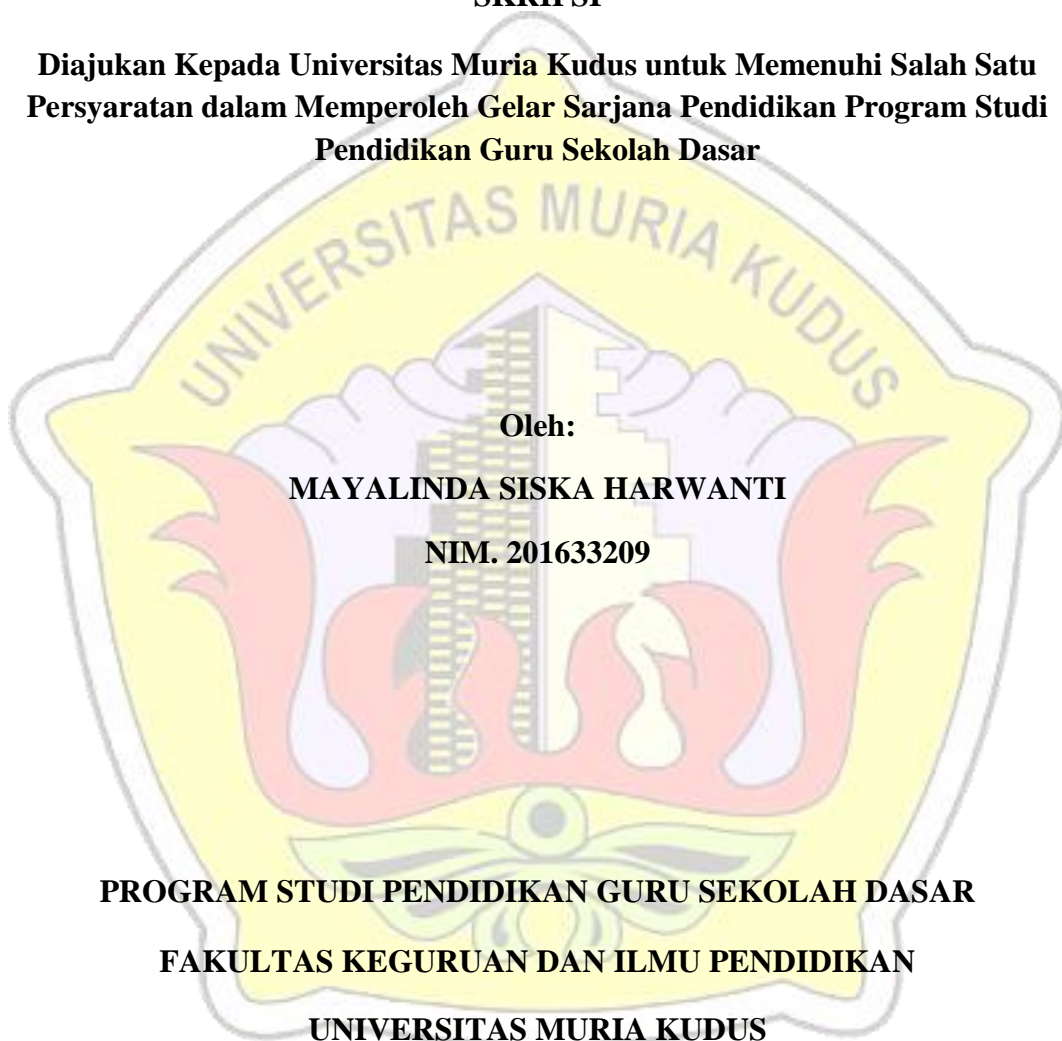 SKRIPSI
Diajukan Kepada Universitas Muria Kudus untuk Memenuhi Salah Satu
Persyaratan dalam Memperoleh Gelar Sarjana Pendidikan Program Studi
Pendidikan Guru Sekolah Dasar
UNIVERSITAS MURIA KUDUS
Oleh:
MAYALINDA SISKA HARWANTI
NIM. 201633209
PROGRAM STUDI PENDIDIKAN GURU SEKOLAH DASAR
FAKULTAS KEGURUAN DAN ILMU PENDIDIKAN
UNIVERSITAS MURIA KUDUS